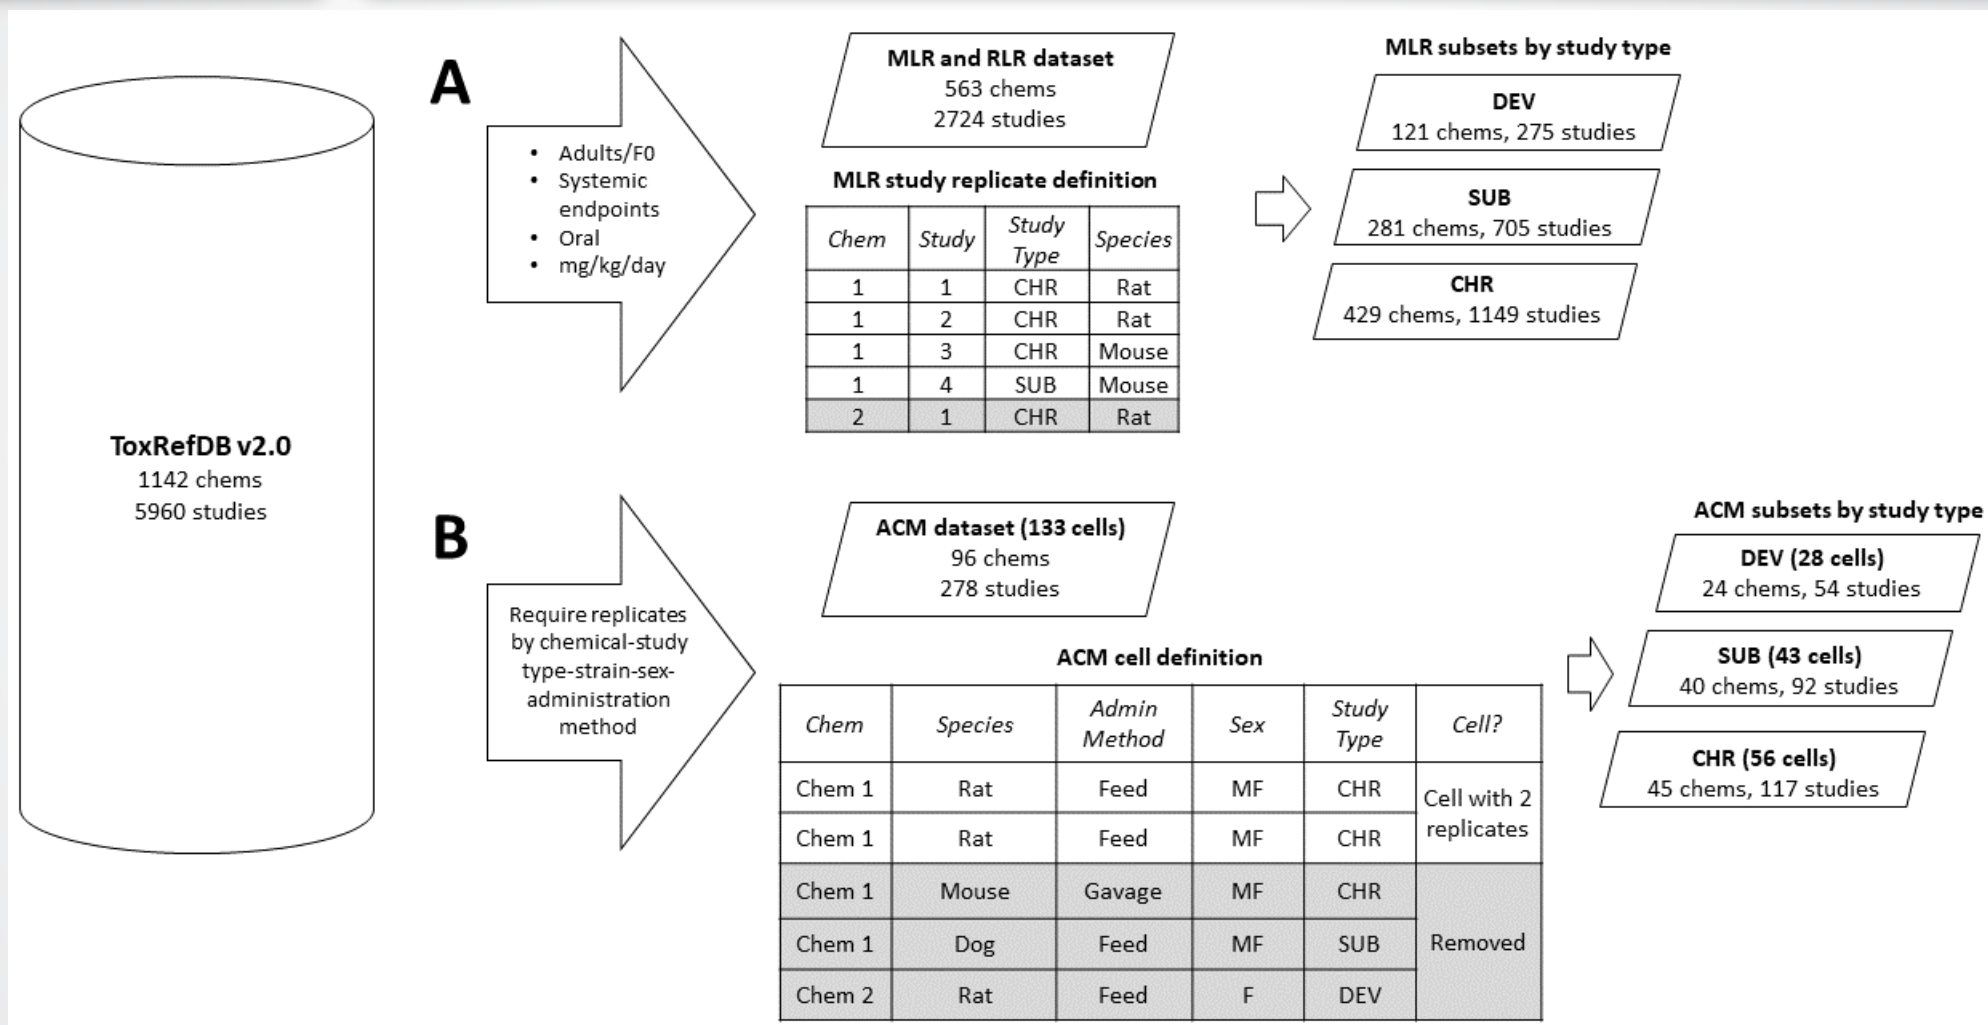 ToxRefDB v2.0
1142 chems
5960 studies
A
• Adults/F0
• Systemic
endpoints
• Oral
• mg/kg/day
MLR and RLR dataset
563 chems
2724 studies
MLR study replicate definition
Chem Study Study Type Species
1 1 CHR Rat
1 2 CHR Rat
1 3 CHR Mouse
1 4 SUB Mouse
2 1 CHR Rat
MLR subsets by study type
DEV
121 chems, 275 studies
SUB
281 chems, 705 studies
CHR
429 chems, 1149 studies
B
Require replicates
by chemical-study
type-strain-sex-
administration
method
ACM dataset (133 cells)
96 chems
278 studies
ACM cell definition
Chem Species Admin Method Sex Study Type Cell?
Chem 1 Rat Feed MF CHR
Chem 1 Rat Feed MF CHR
Cell with 2
replicates
Chem 1 Mouse Gavage MF CHR
Chem 1 Dog Feed MF SUB
Chem 2 Rat Feed F DEV
Removed
ACM subsets by study type
DEV (28 cells)
24 chems, 54 studies
SUB (43 cells)
40 chems, 92 studies
CHR (56 cells)
45 chems, 117 studies